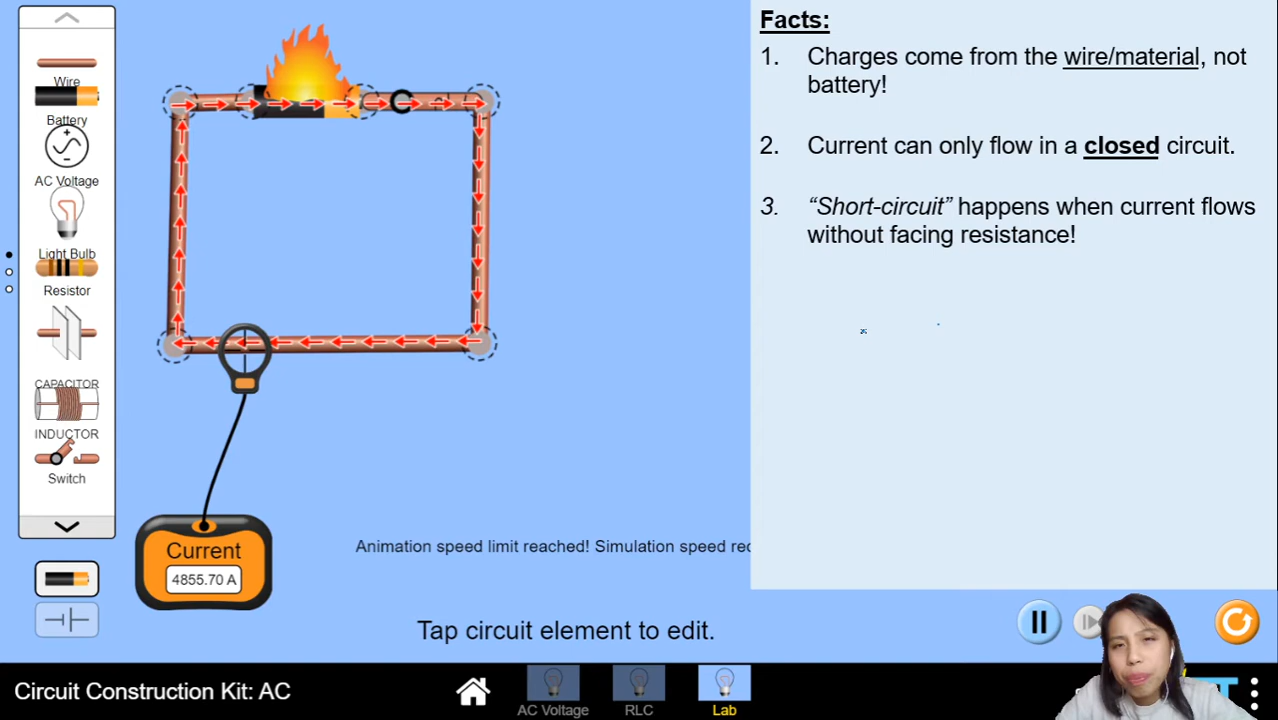 Facts:
1. Charges come from the wire/material, not
battery!
2. Current can only flow in a closed circuit.
3. “Short-circuit” happens when current flows
without facing resistance!
Wire
Battery
AC Voltage
Light Bulb
Resistor
CAPACITOR
INDUCTOR
Switch
Current
4855.70 A
Animation speed limit reached! Simulation speed
Tap circuit element to edit.
Circuit Construction Kit: AC
AC Voltage
RLC
Lab